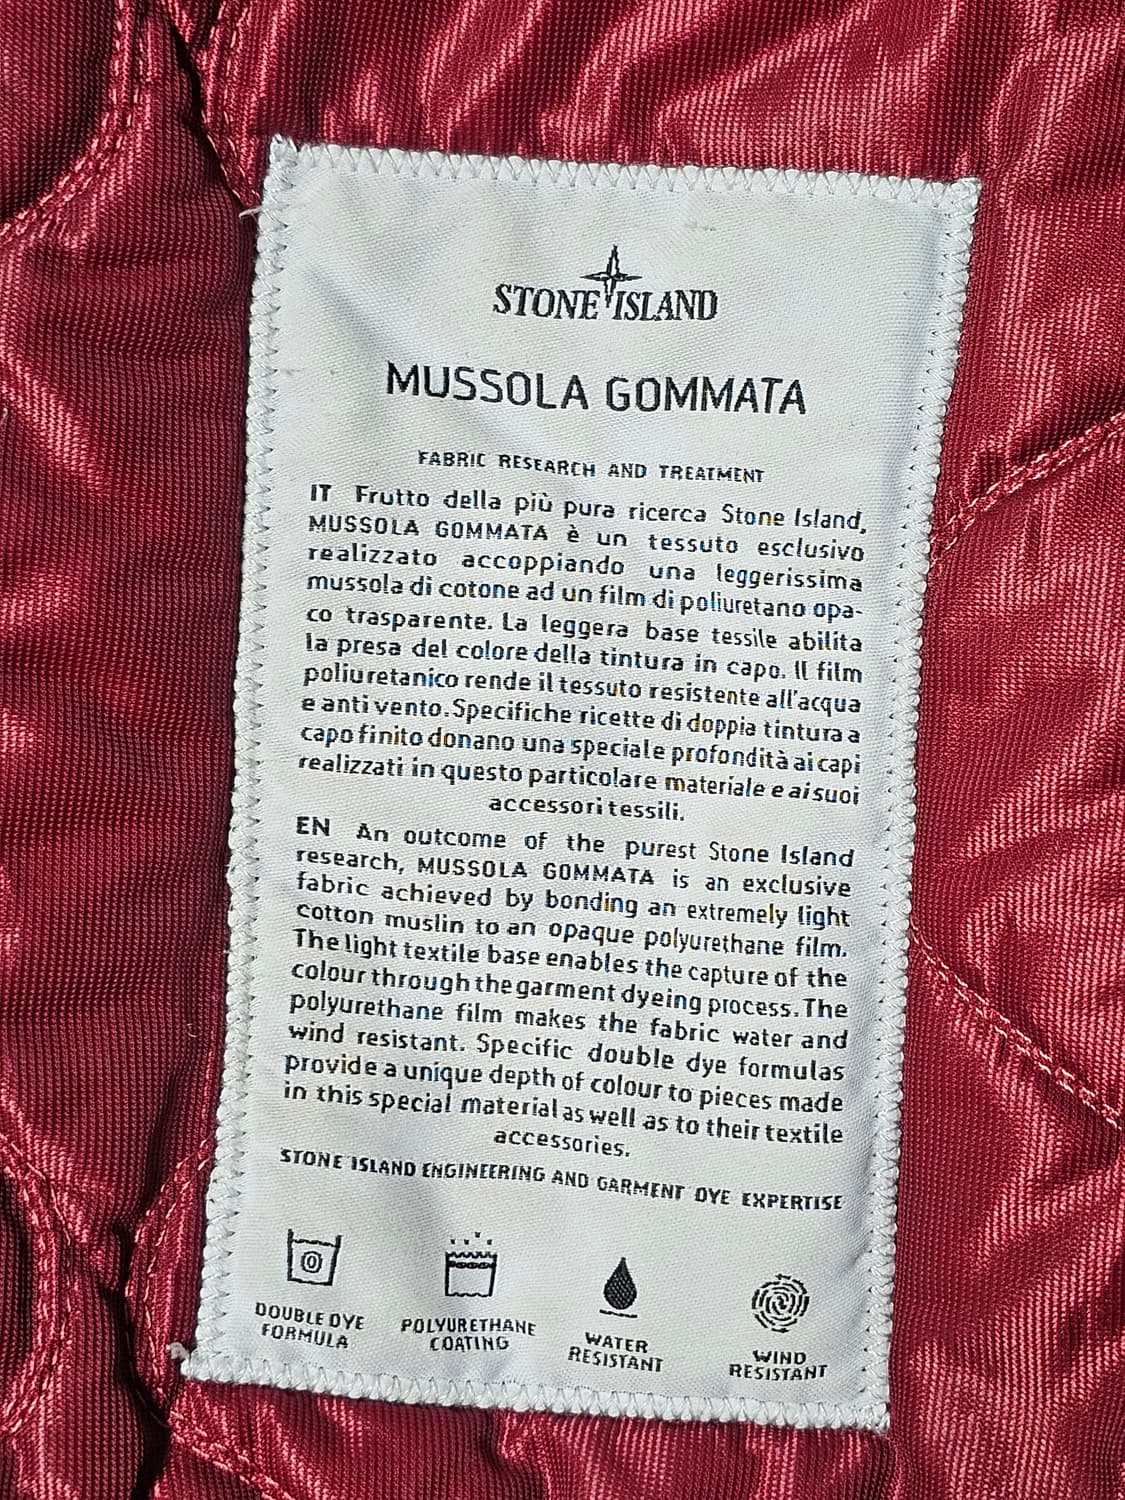 STONE ISLAND
MUSSOLA GOMMATA
FABRIC RESEARCH AND TREATMENT
IT Frutto della più pura ricerca Stone Island,
MUSSOLA GOMMATA è un tessuto esclusivo
realizzato accoppiando una leggerissima
mussola di cotone ad un film di poliuretano opa-
co trasparente. La leggera base tessile abilita
la presa del colore della tintura in capo. Il film
poliuretanico rende il tessuto resistente all'acqua
e anti vento. Specifiche ricette di doppia tintura a
capo finito donano una speciale profondità ai capi
realizzati in questo particolare materiale e ai suoi
accessori tessili.
EN An outcome of the purest Stone Island
research, MUSSOLA GOMMATA is an exclusive
fabric achieved by bonding an extremely light
cotton muslin to an opaque polyurethane film.
The light textile base enables the capture of the
colour through the garment dyeing process. The
polyurethane film makes the fabric water and
wind resistant. Specific double dye formulas
provide a unique depth of colour to pieces made
in this special material as well as to their textile
accessories.
STONE ISLAND ENGINEERING AND GARMENT DYE EXPERTISE
DOUBLE DYE
FORMULA
POLYURETHANE
COATING
WATER
RESISTANT
WIND
RESISTANT